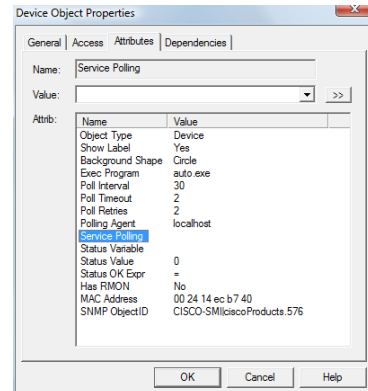 Device Object Properties
General Access Attributes Dependencies
Name: Service Polling
Value: >>
Attrib: Name Value
Object Type Device
Show Label Yes
Background Shape Circle
Exec Program auto.exe
Poll Interval 30
Poll Timeout 2
Poll Retries 2
Polling Agent localhost
Service Polling
Status Variable
Status Value 0
Status OK Expr =
Has RMON No
MAC Address 00 24 14 ec b7 40
SNMP ObjectID CISCO-SMI|ciscoProducts.576
OK Cancel Help